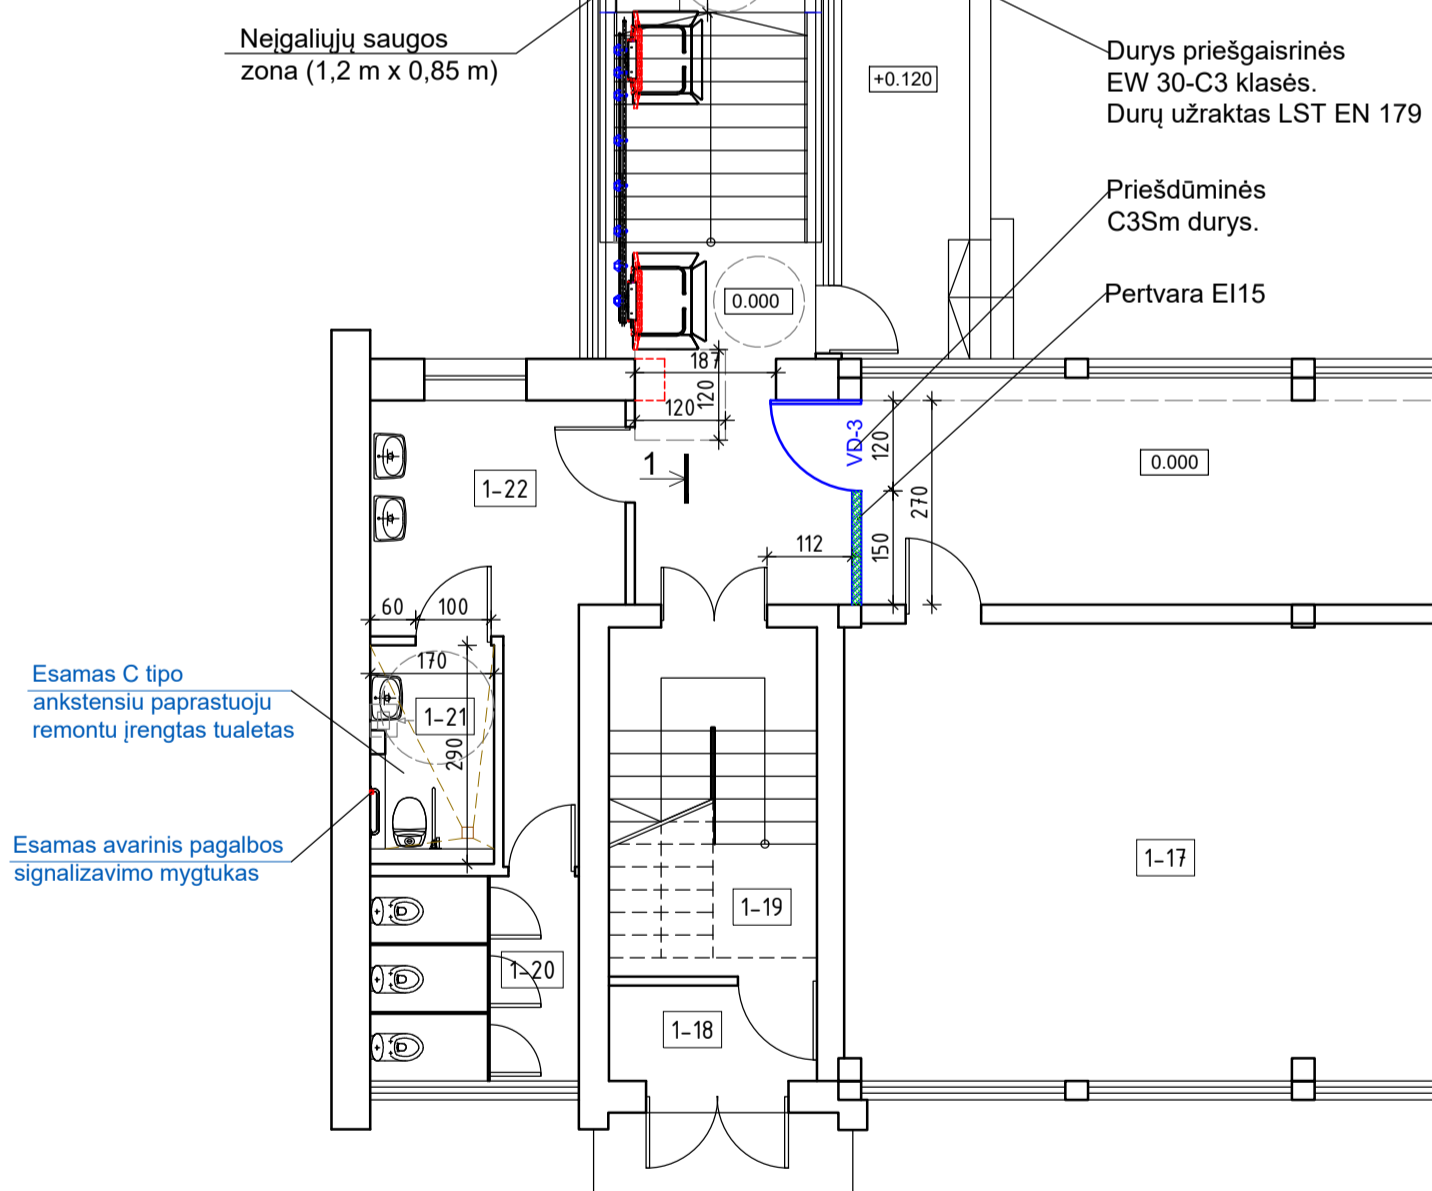 Neįgaliųjų saugos
zona (1,2 m x 0,85 m)
+0.120
Durys priešgaisrinės
EW 30-C3 klasės.
Durų užraktas LST EN 179
Priešdūminės
C3Sm durys.
Pertvara EI15
0.000
187
120
120
VD-3
120
270
150
0.000
1
1-22
112
60
100
170
1-21
290
Esamas C tipo
ankstensiu paprastuoju
remontu įrengtas tualetas
Esamas avarinis pagalbos
signalizavimo mygtukas
1-17
1-19
1-20
1-18